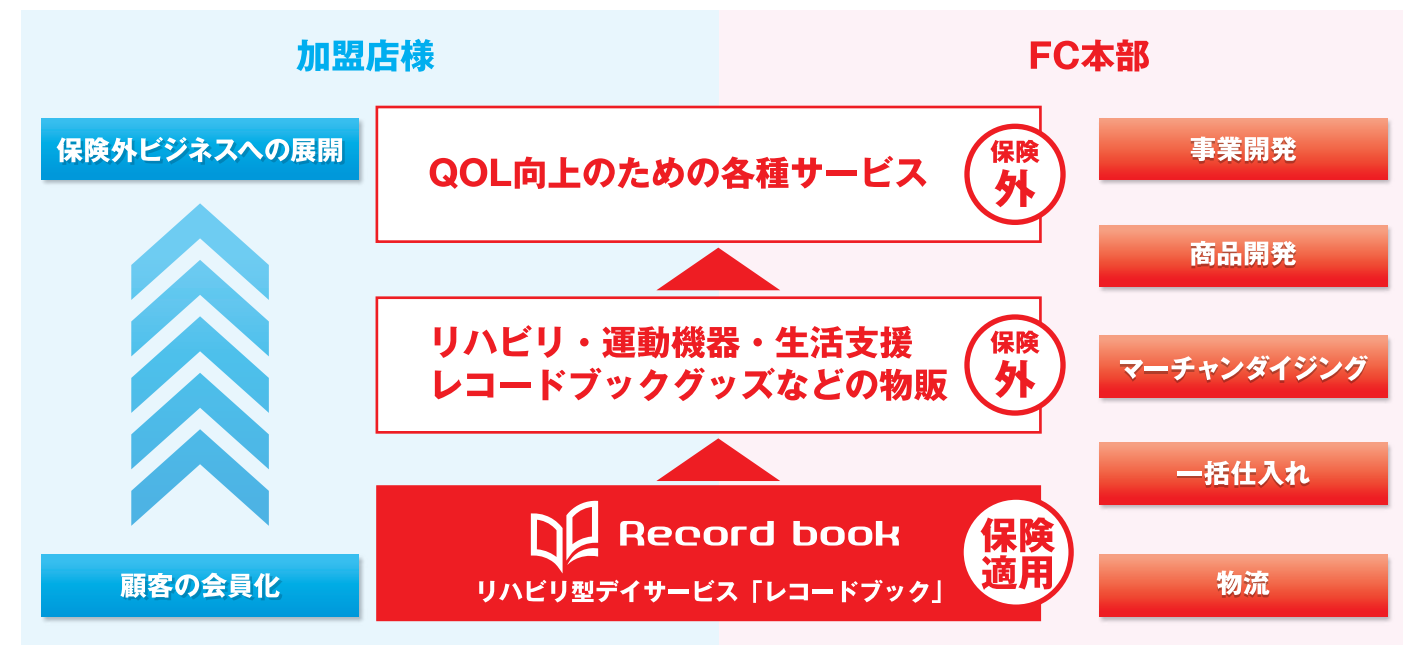 加盟店様
FC本部
保険外ビジネスへの展開
顧客の会員化
QOL向上のための各種サービス
保険
外
リハビリ・運動機器・生活支援
レコードブックグッズなどの物販
保険
外
Record book
リハビリ型デイサービス「レコードブック」
保険
適用
事業開発
商品開発
マーチャンダイジング
一括仕入れ
物流